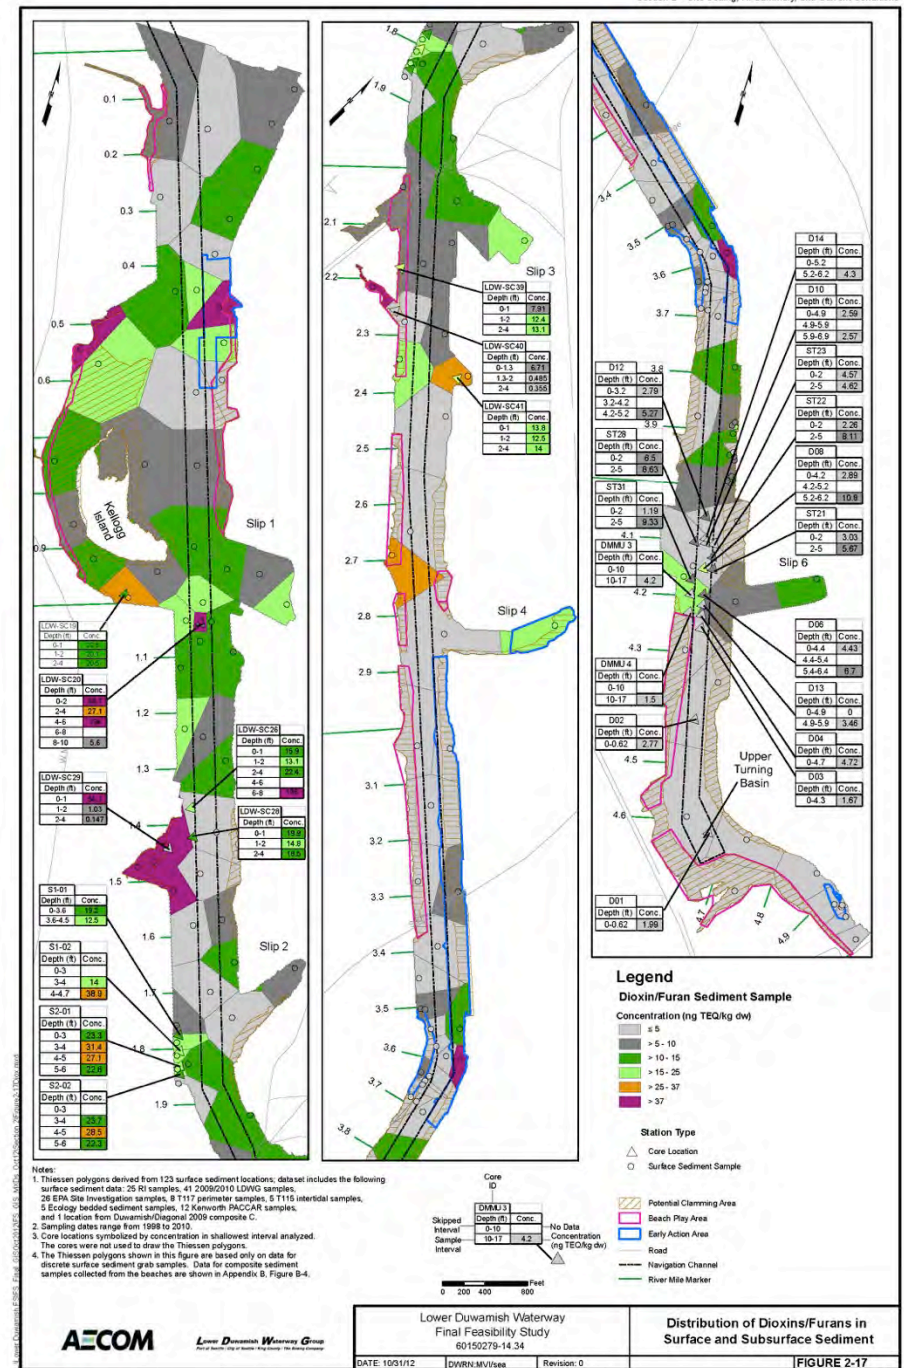 0.1
0.2
0.3
0.4
0.5
0.6
0.9
Kellogg
Island
Slip 1
1.1
1.2
1.3
1.4
1.5
1.6
Slip 2
1.7
1.8
1.9
LDW-SC19
Depth (ft) Conc.
0-1
1-2
2-4
LDW-SC20
Depth (ft) Conc.
0-2
2-4 27.1
4-6
6-8
8-10 5.6
LDW-SC26
Depth (ft) Conc.
0-1 15.9
1-2 13.1
2-4 22.4
4-6
6-8
LDW-SC29
Depth (ft) Conc.
0-1
1-2 1.03
2-4 0.147
LDW-SC28
Depth (ft) Conc.
0-1 19.9
1-2 14.8
2-4
S1-01
Depth (ft) Conc.
0-3.6
3.6-4.5 12.5
S1-02
Depth (ft) Conc.
0-3
3-4 14
4-4.7 38.9
S2-01
Depth (ft) Conc.
0-3 23.3
3-4 31.4
4-5 27.1
5-6 22.6
S2-02
Depth (ft) Conc.
0-3
3-4
4-5 28.5
5-6 22.3
1.8
1.9
2.1
2.2
2.3
2.4
2.5
2.6
2.7
2.8
2.9
3.1
3.2
3.3
3.4
3.5
3.6
3.7
3.8
Slip 3
Slip 4
LDW-SC39
Depth (ft) Conc.
0-1 7.91
1-2 12.4
2-4 13.1
LDW-SC40
Depth (ft) Conc.
0-1.3 6.71
1.3-2 0.485
2-4 0.355
LDW-SC41
Depth (ft) Conc.
0-1 13.8
1-2 12.5
2-4 14
3.4
3.5
3.6
3.7
3.8
3.9
4.1
4.2
4.3
4.5
4.6
4.7
4.8
4.9
Slip 6
Upper
Turning
Basin
D12
Depth (ft) Conc.
0-3.2 2.79
3.2-4.2
4.2-5.2 5.27
ST28
Depth (ft) Conc.
0-2 6.5
2-5 8.63
ST31
Depth (ft) Conc.
0-2 1.19
2-5 9.33
DMMU 3
Depth (ft) Conc.
0-10
10-17 4.2
DMMU 4
Depth (ft) Conc.
0-10
10-17 1.5
D02
Depth (ft) Conc.
0-0.62 2.77
D01
Depth (ft) Conc.
0-0.62 1.99
D14
Depth (ft) Conc.
0-5.2
5.2-6.2 4.3
D10
Depth (ft) Conc.
0-4.9 2.59
4.9-5.9
5.9-6.9 2.57
ST23
Depth (ft) Conc.
0-2 4.57
2-5 4.62
ST22
Depth (ft) Conc.
0-2 2.26
2-5 8.11
D08
Depth (ft) Conc.
0-4.2 2.89
4.2-5.2
5.2-6.2 10.8
ST21
Depth (ft) Conc.
0-2 3.03
2-5 5.67
D06
Depth (ft) Conc.
0-4.4 4.43
4.4-5.4
5.4-6.4 6.7
D13
Depth (ft) Conc.
0-4.9 0
4.9-5.9 3.46
D04
Depth (ft) Conc.
0-4.7 4.72
D03
Depth (ft) Conc.
0-4.3 1.67
Legend
Dioxin/Furan Sediment Sample
Concentration (ng TEQ/kg dw)
≤ 5
> 5 - 10
> 10 - 15
> 15 - 25
> 25 - 37
> 37
Station Type
Core Location
Surface Sediment Sample
Potential Clamming Area
Beach Play Area
Early Action Area
Road
Navigation Channel
River Mile Marker
Notes:
1. Thiessen polygons derived from 123 surface sediment locations; dataset includes the following
surface sediment data: 25 RI samples, 41 2009/2010 LDWG samples,
26 EPA Site Investigation samples, 8 T117 perimeter samples, 5 T115 intertidal samples,
5 Ecology bedded sediment samples, 12 Kenworth PACCAR samples,
and 1 location from Duwamish/Diagonal 2009 composite C.
2. Sampling dates range from 1998 to 2010.
3. Core locations symbolized by concentration in shallowest interval analyzed.
The cores were not used to draw the Thiessen polygons.
4. The Thiessen polygons shown in this figure are based only on data for
discrete surface sediment grab samples. Data for composite sediment
samples collected from the beaches are shown in Appendix B, Figure B-4.
Core
ID
DMMU 3
Depth (ft) Conc.
0-10
10-17 4.2
Skipped
Interval
Sample
Interval
No Data
Concentration
(ng TEQ/kg dw)
Feet
0 200 400 600
AECOM
Lower Duwamish Waterway Group
Port of Seattle / City of Seattle / King County / The Boeing Company
Lower Duwamish Waterway
Final Feasibility Study
60150279-14.34
DATE: 10/31/12
DWRN:MVI/sea
Revision: 0
Distribution of Dioxins/Furans in
Surface and Subsurface Sediment
FIGURE 2-17